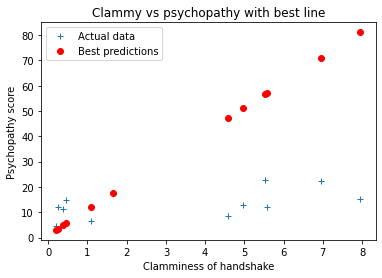 Clammy vs psychopathy with best line
Actual data
Best predictions
80
70
60
50
40
30
20
10
0
Psychopathy score
0 1 2 3 4 5 6 7 8
Clamminess of handshake